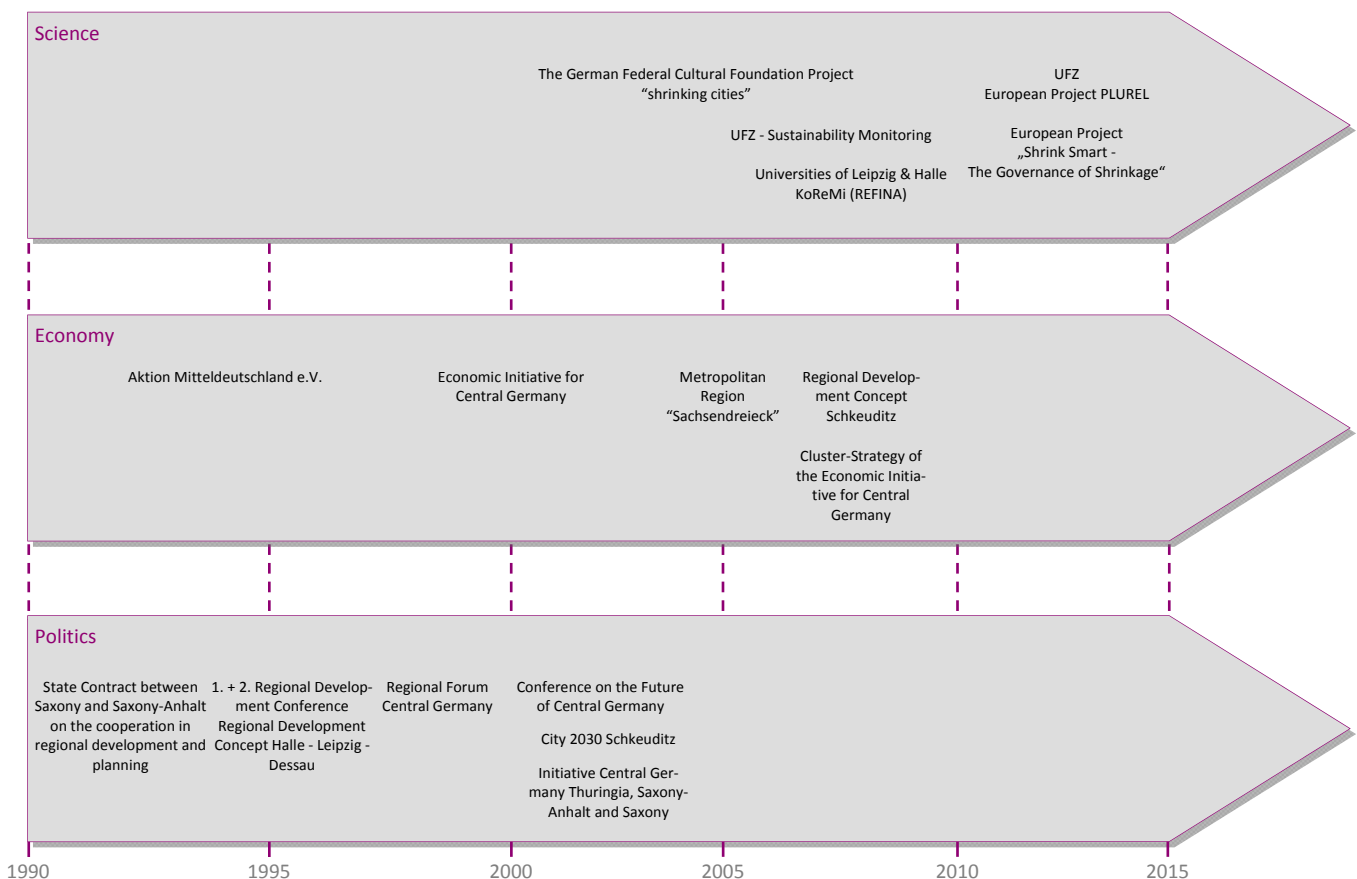 Science
The German Federal Cultural Foundation Project
“shrinking cities”
UFZ - Sustainability Monitoring
Universities of Leipzig & Halle
KoReMi (REFINA)
UFZ
European Project PLUREL
European Project
„Shrink Smart -
The Governance of Shrinkage“
Economy
Aktion Mitteldeutschland e.V.
Economic Initiative for
Central Germany
Metropolitan
Region
“Sachsendreieck”
Regional Develop-
ment Concept
Schkeuditz
Cluster-Strategy of
the Economic Initia-
tive for Central
Germany
Politics
State Contract between
Saxony and Saxony-Anhalt
on the cooperation in
regional development and
planning
1. + 2. Regional Develop-
ment Conference
Regional Development
Concept Halle - Leipzig -
Dessau
Regional Forum
Central Germany
Conference on the Future
of Central Germany
City 2030 Schkeuditz
Initiative Central Ger-
many Thuringia, Saxony-
Anhalt and Saxony
1990
1995
2000
2005
2010
2015